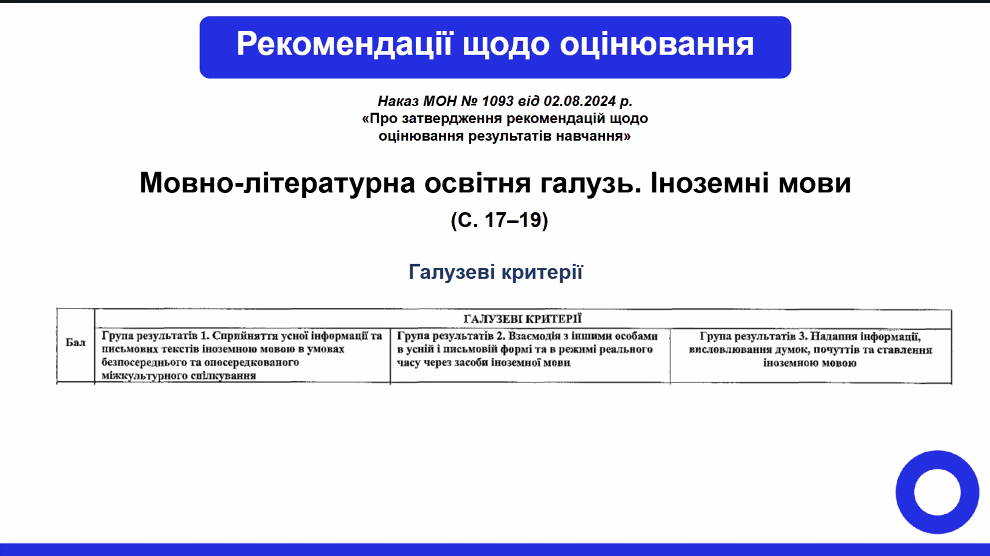 Рекомендації щодо оцінювання
Наказ МОН № 1093 від 02.08.2024 р.
«Про затвердження рекомендацій щодо
оцінювання результатів навчання»
Мовно-літературна освітня галузь. Іноземні мови
(С. 17–19)
Галузеві критерії
Бал
ГАЛУЗЕВІ КРИТЕРІЇ
Група результатів 1. Сприйняття усної інформації та
письмових текстів іноземною мовою в умовах
безпосереднього та опосередкованого
міжкультурного спілкування
Група результатів 2. Взаємодія з іншими особами
в усній і письмовій формі та в режимі реального
часу через засоби іноземної мови
Група результатів 3. Надання інформації,
висловлювання думок, почуттів та ставлення
іноземною мовою